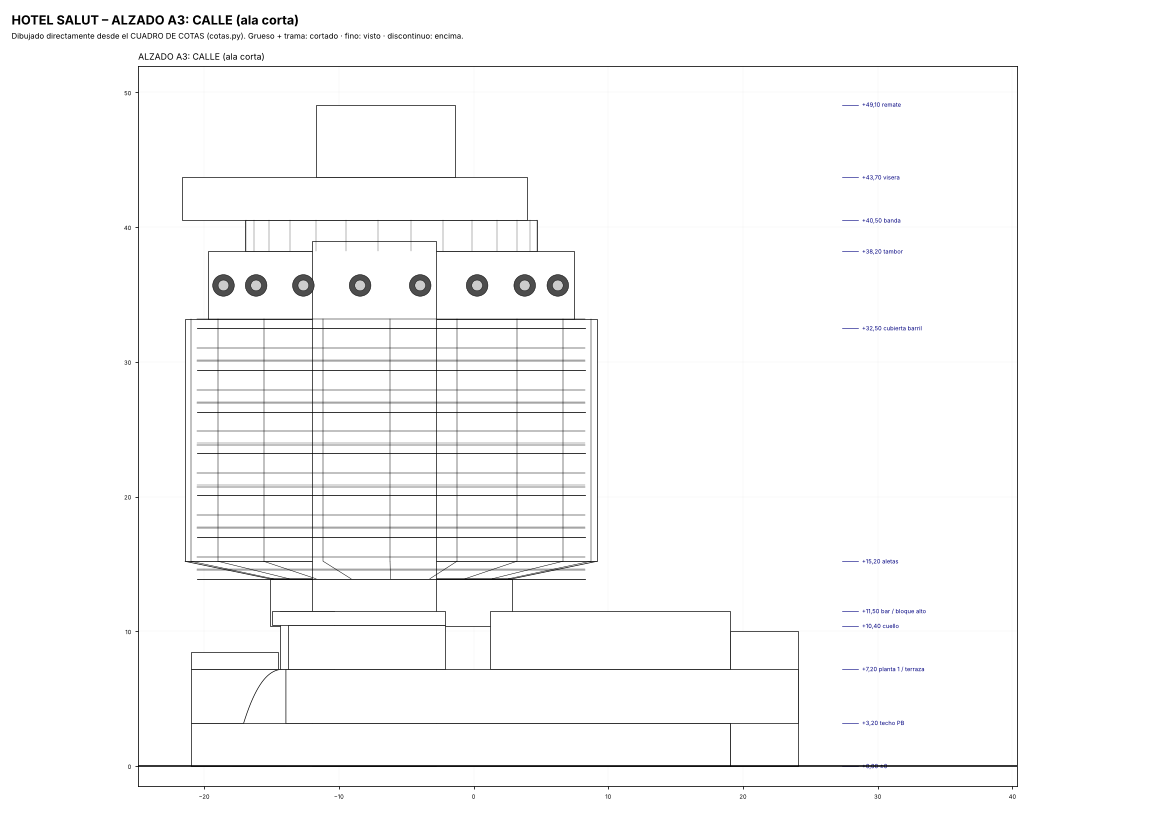 HOTEL SALUT – ALZADO A3: CALLE (ala corta)
Dibujado directamente desde el CUADRO DE COTAS (cotas.py). Grueso + trama: cortado · fino: visto · discontinuo: encima.
ALZADO A3: CALLE (ala corta)
50
+49,10 remate
+43,70 visera
+40,50 banda
40
+38,20 tambor
+32,50 cubierta barril
30
20
+15,20 aletas
+11,50 bar / bloque alto
+10,40 cuello
10
+7,20 planta 1 / terraza
+3,20 techo PB
0
−20
−10
0
10
20
30
40